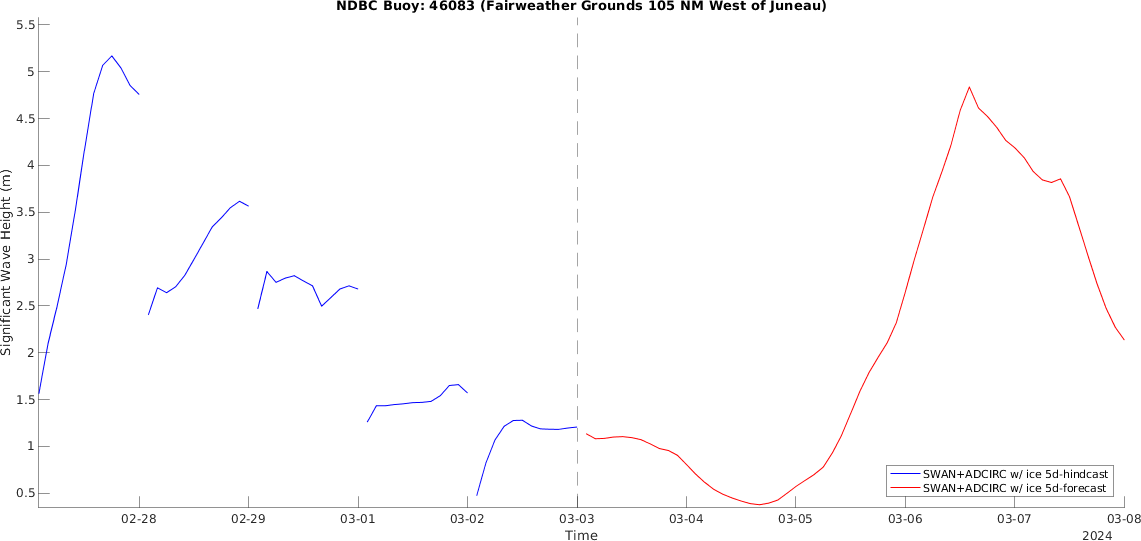 NDBC Buoy: 46083 (Fairweather Grounds 105 NM West of Juneau)
5.5
5
4.5
4
3.5
3
2.5
2
1.5
1
0.5
Significant Wave Height (m)
SWAN+ADCIRC w/ ice 5d-hindcast
SWAN+ADCIRC w/ ice 5d-forecast
02-28 02-29 03-01 03-02 03-03 03-04 03-05 03-06 03-07 03-08
Time
2024